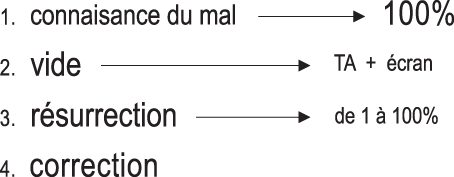 1. connaisance du mal 100%
2. vide TA + écran
3. résurrection de 1 à 100%
4. correction